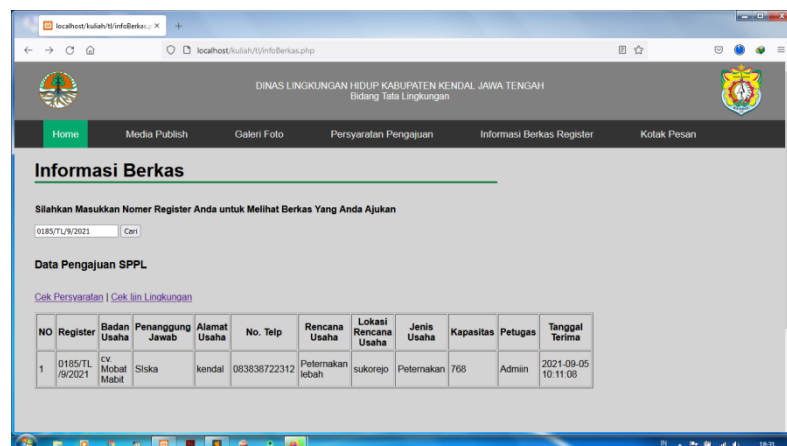 localhost/kuliah/tl/infoBerkas.p
localhost/kuliah/tl/infoBerkas.php
DINAS LINGKUNGAN HIDUP KABUPATEN KENDAL JAWA TENGAH
Bidang Tata Lingkungan
Home Media Publish Galeri Foto Persyaratan Pengajuan Informasi Berkas Register Kotak Pesan
Informasi Berkas
Silahkan Masukkan Nomer Register Anda untuk Melihat Berkas Yang Anda Ajukan
0185/TL/9/2021 Cari
Data Pengajuan SPPL
Cek Persyaratan | Cek Iiin Lingkungan
NO Register Badan Usaha Penanggung Jawab Alamat Usaha No. Telp Rencana Usaha Lokasi Rencana Usaha Jenis Usaha Kapasitas Petugas Tanggal Terima
1 0185/TL/9/2021 cv. Mobat Mabit SIska kendal 083838722312 Peternakan lebah sukorejo Peternakan 768 Admiin 2021-09-05 10:11:08
IN 18:31